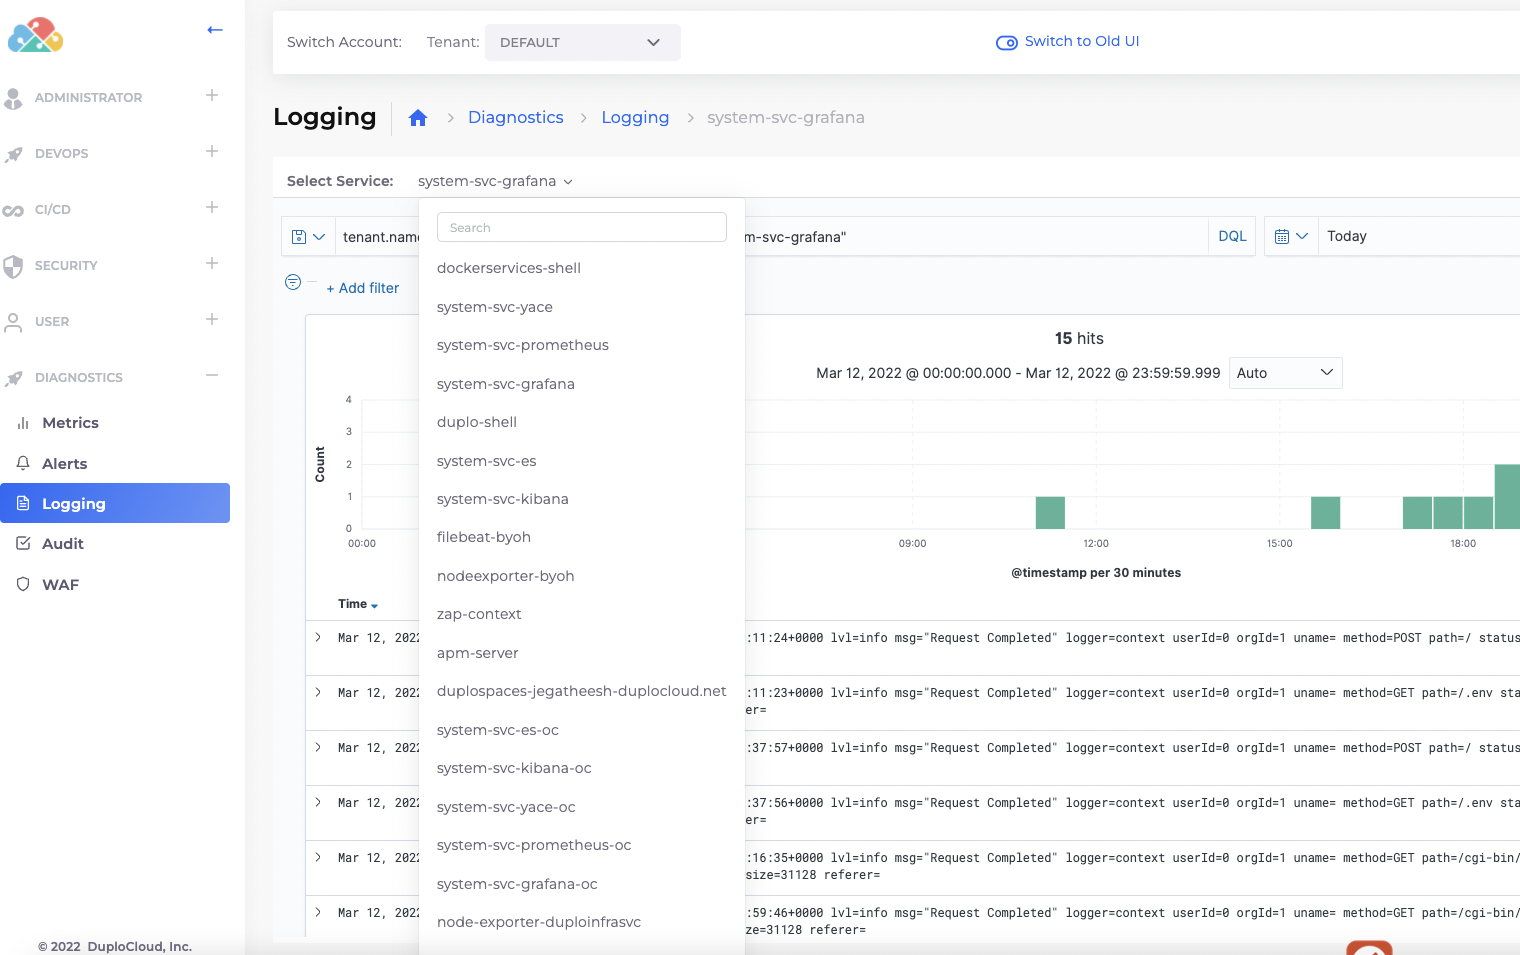 Switch Account:
Tenant:
DEFAULT
Switch to Old UI
ADMINISTRATOR
DEVOPS
CI/CD
SECURITY
USER
DIAGNOSTICS
Metrics
Alerts
Logging
Audit
WAF
© 2022 DuploCloud, Inc.
Logging
Diagnostics
Logging
system-svc-grafana
Select Service:
system-svc-grafana
Search
dockerservices-shell
system-svc-yace
system-svc-prometheus
system-svc-grafana
duplo-shell
system-svc-es
system-svc-kibana
filebeat-byoh
nodeexporter-byoh
zap-context
apm-server
duplospaces-jegatheesh-duplocloud.net
system-svc-es-oc
system-svc-kibana-oc
system-svc-yace-oc
system-svc-prometheus-oc
system-svc-grafana-oc
node-exporter-duploinfrasvc
tenant.name
m-svc-grafana"
DQL
Today
+ Add filter
15 hits
Mar 12, 2022 @ 00:00:00.000 - Mar 12, 2022 @ 23:59:59.999
Auto
Count
4
3
2
1
0
00:00
09:00
12:00
15:00
18:00
@timestamp per 30 minutes
Time
Mar 12, 2022
:11:24+0000 lvl=info msg="Request Completed" logger=context userId=0 orgId=1 uname= method=POST path=/ status
Mar 12, 2022
:11:23+0000 lvl=info msg="Request Completed" logger=context userId=0 orgId=1 uname= method=GET path=/.env sta
er=
Mar 12, 2022
:37:57+0000 lvl=info msg="Request Completed" logger=context userId=0 orgId=1 uname= method=POST path=/ status
Mar 12, 2022
:37:56+0000 lvl=info msg="Request Completed" logger=context userId=0 orgId=1 uname= method=GET path=/.env sta
er=
Mar 12, 2022
:16:35+0000 lvl=info msg="Request Completed" logger=context userId=0 orgId=1 uname= method=GET path=/cgi-bin/
size=31128 referer=
Mar 12, 2022
:59:46+0000 lvl=info msg="Request Completed" logger=context userId=0 orgId=1 uname= method=GET path=/cgi-bin/
ze=31128 referer=